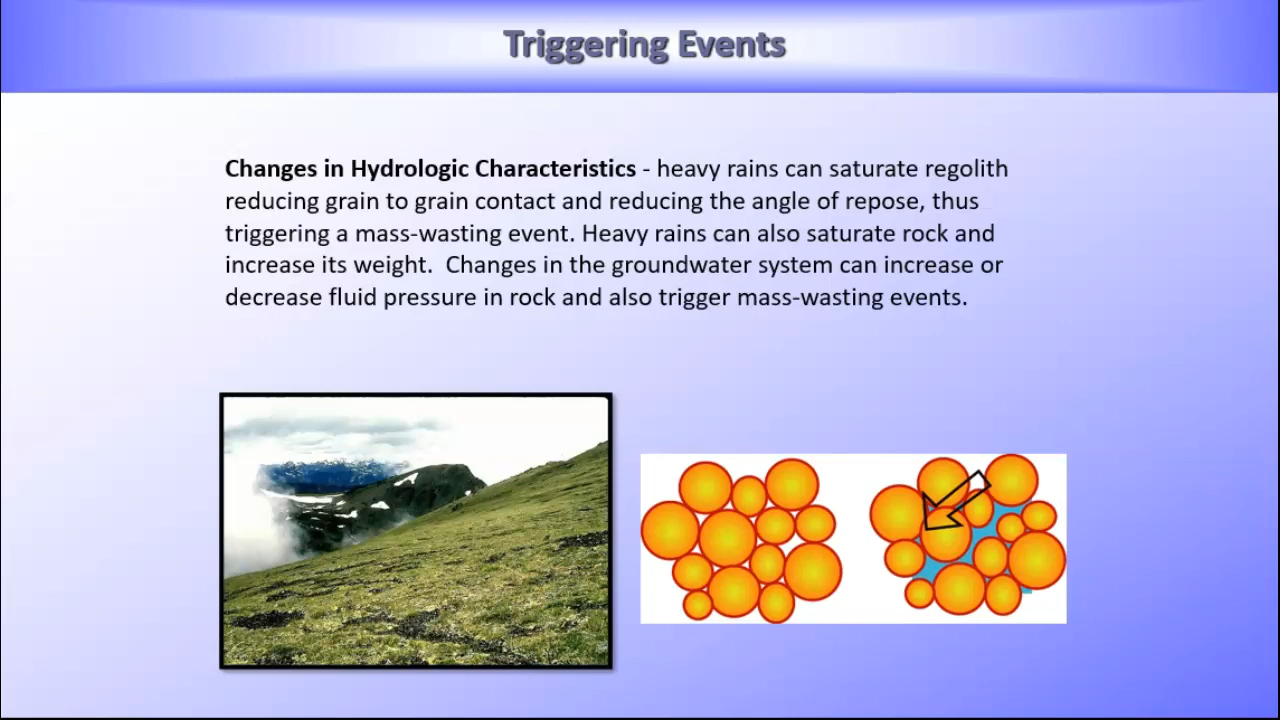 Triggering Events
Changes in Hydrologic Characteristics - heavy rains can saturate regolith
reducing grain to grain contact and reducing the angle of repose, thus
triggering a mass-wasting event. Heavy rains can also saturate rock and
increase its weight.  Changes in the groundwater system can increase or
decrease fluid pressure in rock and also trigger mass-wasting events.